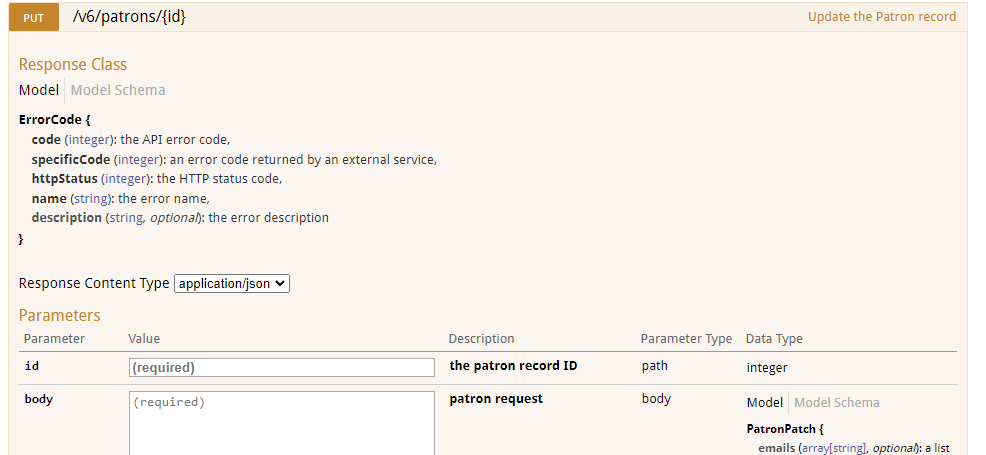 PUT /v6/patrons/{id} Update the Patron record
Response Class
Model Model Schema
ErrorCode {
code (integer): the API error code,
specificCode (integer): an error code returned by an external service,
httpStatus (integer): the HTTP status code,
name (string): the error name,
description (string, optional): the error description
}
Response Content Type application/json
Parameters
Parameter Value Description Parameter Type Data Type
id (required) the patron record ID path integer
body (required) patron request body Model Model Schema
PatronPatch {
emails (array[string], optional): a list